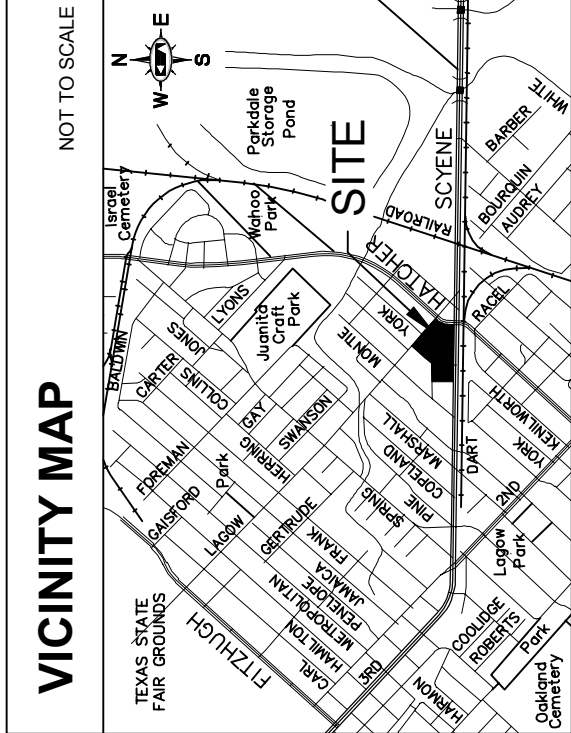 VICINITY MAP
NOT TO SCALE
N
E
S
W
TEXAS STATE
FAIR GROUNDS
FITZHUGH
GAISFORD
FOREMAN
BALDWIN
CARTER
JONES
COLLINS
LYONS
Israel
Cemetery
Wahoo
Park
Parkdale
Storage
Pond
SITE
Juanita
Craft
Park
GAY
HERRING
SWANSON
Park
LAGOW
GERTRUDE
FRANK
JAMAICA
PENELOPE
METROPOLITAN
HAMILTON
CARL
3RD
HARMON
SPRING
PINE
COPELAND
MARSHALL
MONTIE
YORK
HATCHER
RAILROAD
SCYENE
DART
RACEL
BOURQUIN
AUDREY
BARBER
WHITE
KENILWORTH
YORK
2ND
Lagow
Park
COOLIDGE
ROBERTS
Park
Oakland
Cemetery